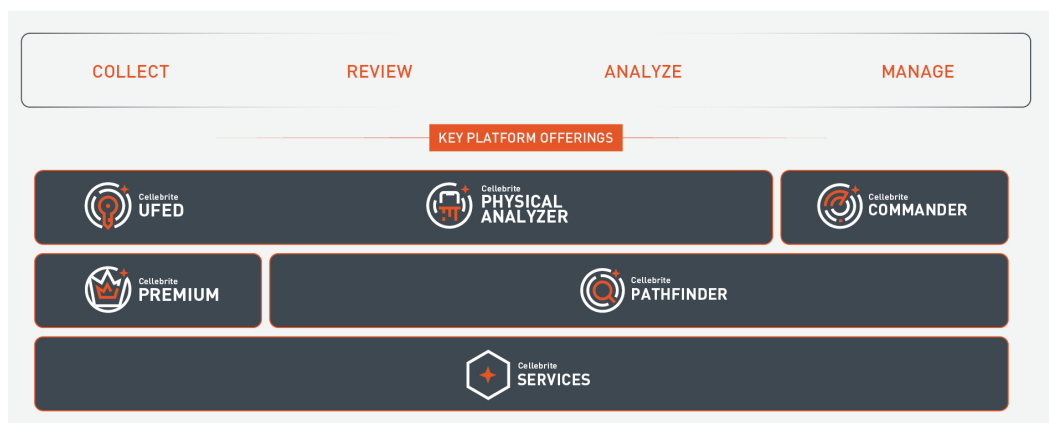 COLLECT REVIEW ANALYZE MANAGE
KEY PLATFORM OFFERINGS
Cellebrite
UFED
Cellebrite
PHYSICAL
ANALYZER
Cellebrite
COMMANDER
Cellebrite
PREMIUM
Cellebrite
PATHFINDER
Cellebrite
SERVICES